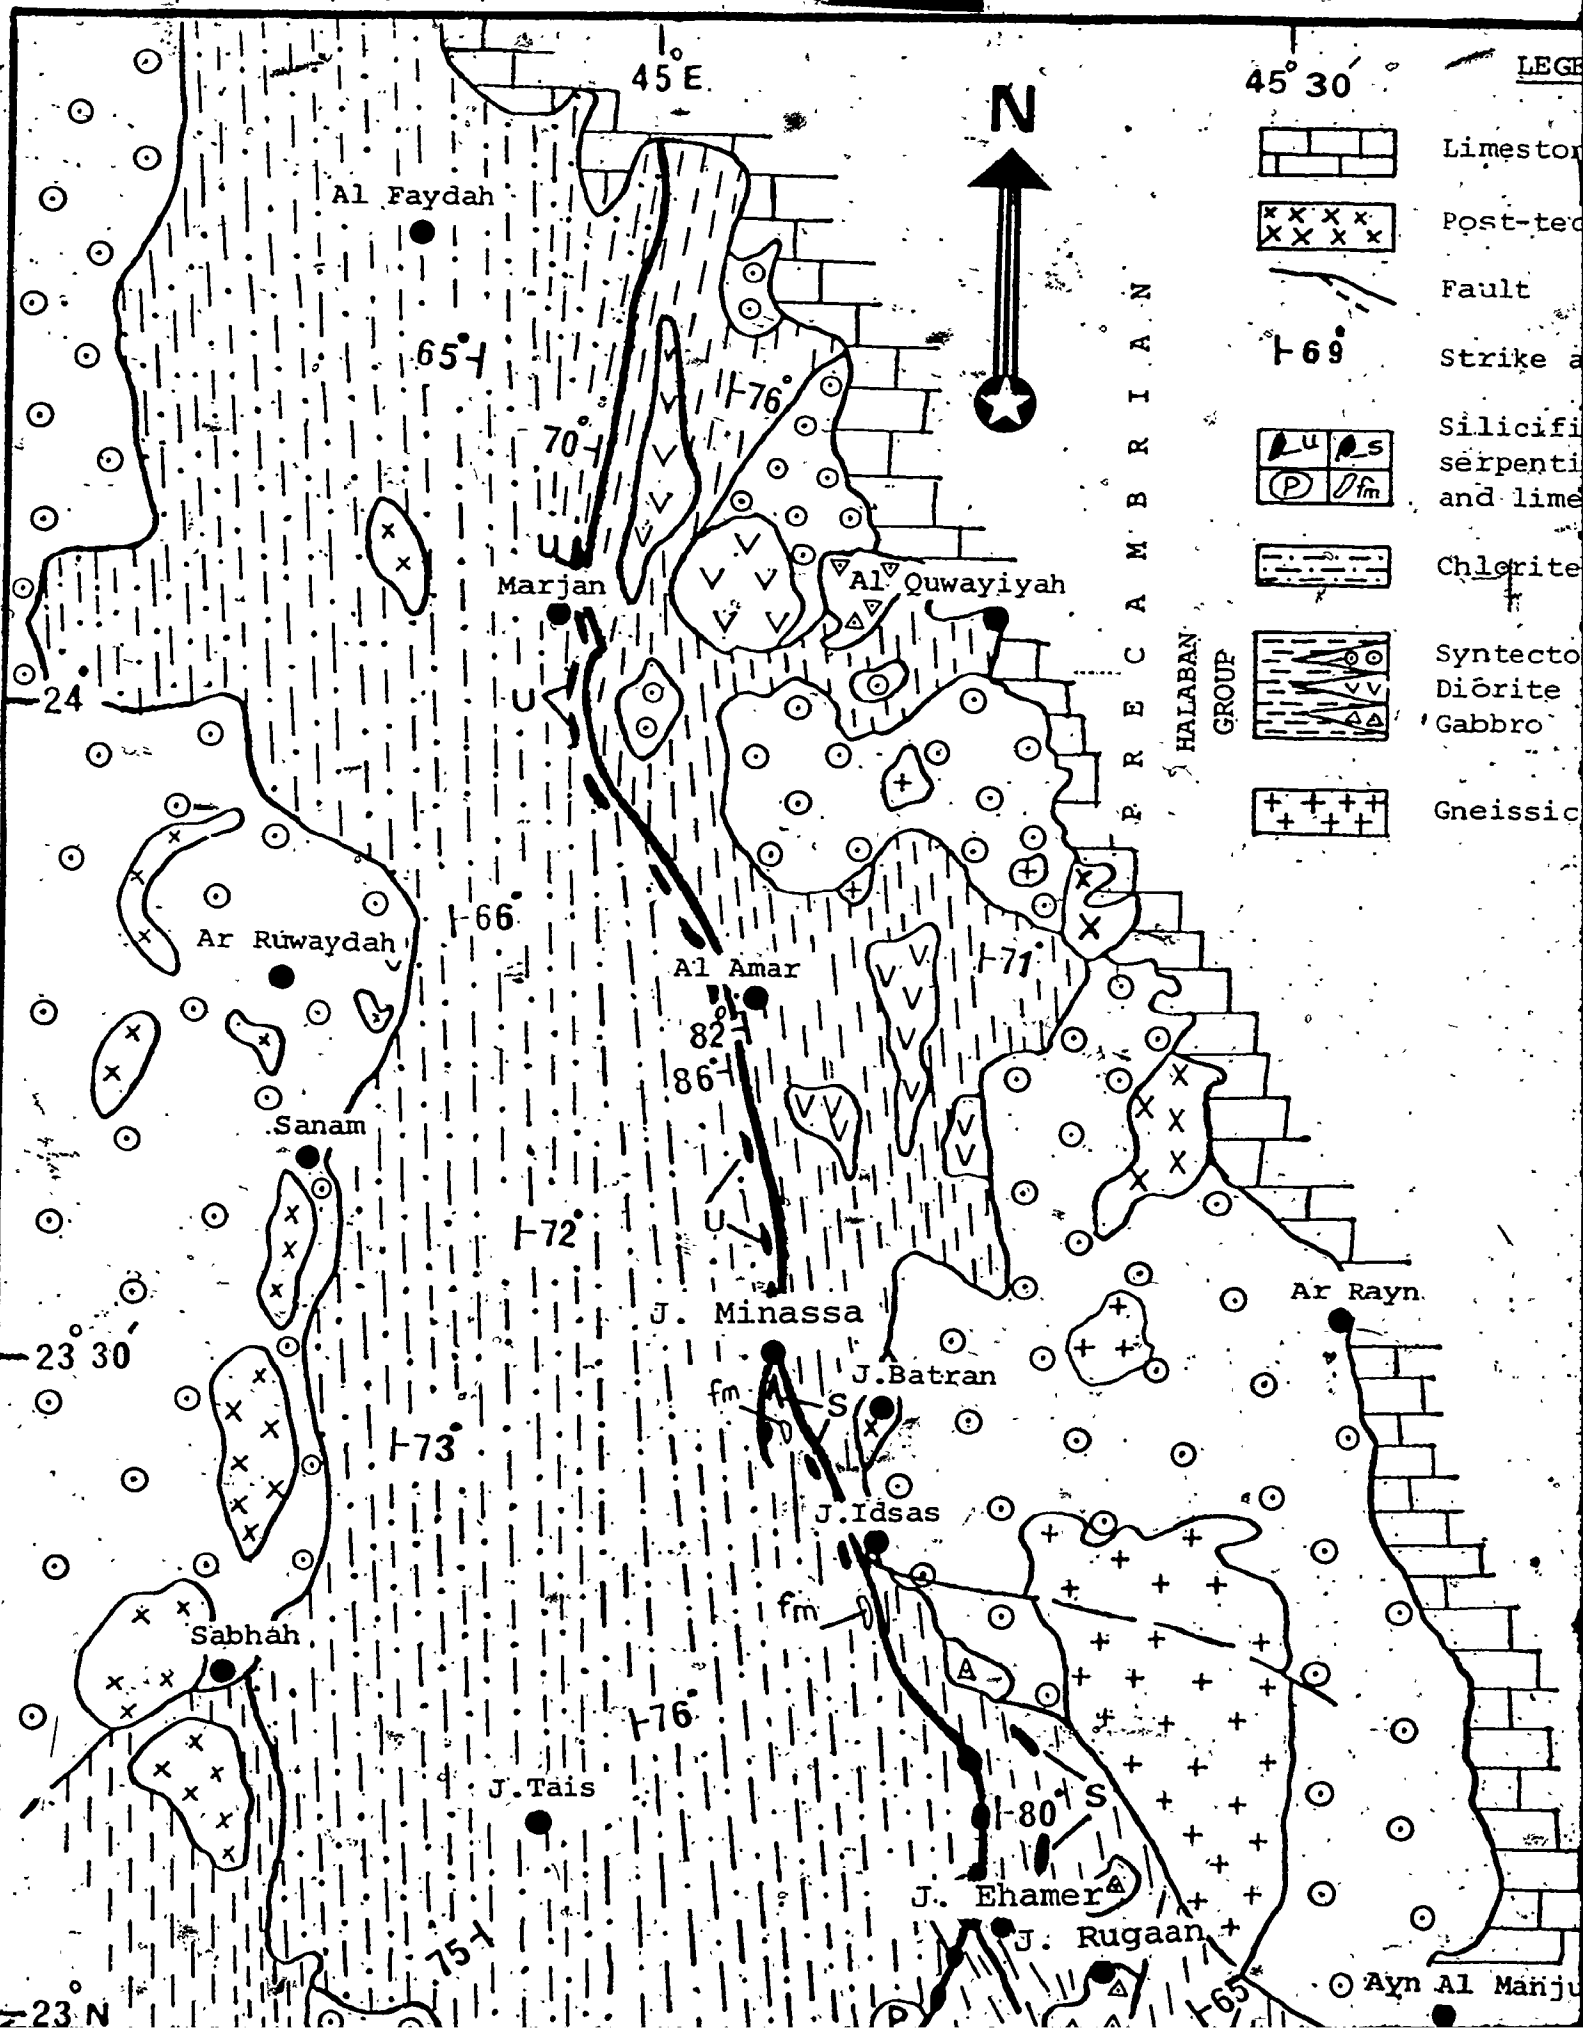 45°E.
45°30′
LEGE
N
Limeston
Post-tec
Fault
69°
Strike a
Silicifi
serpenti
and lime
u
s
P
fm
Chlorite
Syntecto
Diorite
Gabbro
Gneissic
PRECAMBRIAN
HALABAN
GROUP
Al Faydah
65°
76°
70°
U
Marjan
Al Quwayiyah
24°
U
66°
Ar Ruwaydah
71°
Al Amar
82°
86°
Sanam
72°
U
J. Minassa
Ar Rayn
23°30′
J.Batran
fm
S
73°
J.Idsas
fm
Sabhah
76°
J.Tais
S
80°
J. Ehamer
J. Rugaan
75
65°
Ayn Al Manju
23°N
P